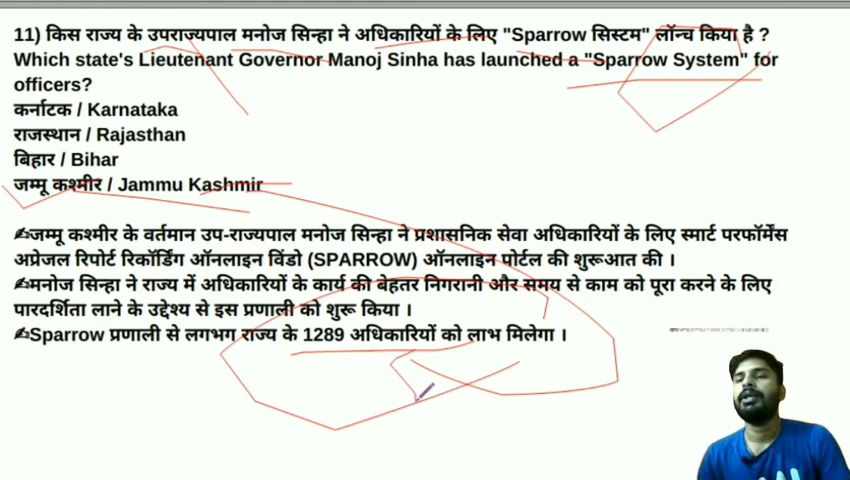 11) किस राज्य के उपराज्यपाल मनोज सिन्हा ने अधिकारियों के लिए "Sparrow सिस्टम" लॉन्च किया है ?
Which state's Lieutenant Governor Manoj Sinha has launched a "Sparrow System" for
officers?
कर्नाटक / Karnataka
राजस्थान / Rajasthan
बिहार / Bihar
जम्मू कश्मीर / Jammu Kashmir
✍जम्मू कश्मीर के वर्तमान उप-राज्यपाल मनोज सिन्हा ने प्रशासनिक सेवा अधिकारियों के लिए स्मार्ट परफॉर्मेंस
अप्रेजल रिपोर्ट रिकॉर्डिंग ऑनलाइन विंडो (SPARROW) ऑनलाइन पोर्टल की शुरूआत की ।
✍मनोज सिन्हा ने राज्य में अधिकारियों के कार्य की बेहतर निगरानी और समय से काम को पूरा करने के लिए
पारदर्शिता लाने के उद्देश्य से इस प्रणाली को शुरू किया ।
✍Sparrow प्रणाली से लगभग राज्य के 1289 अधिकारियों को लाभ मिलेगा ।